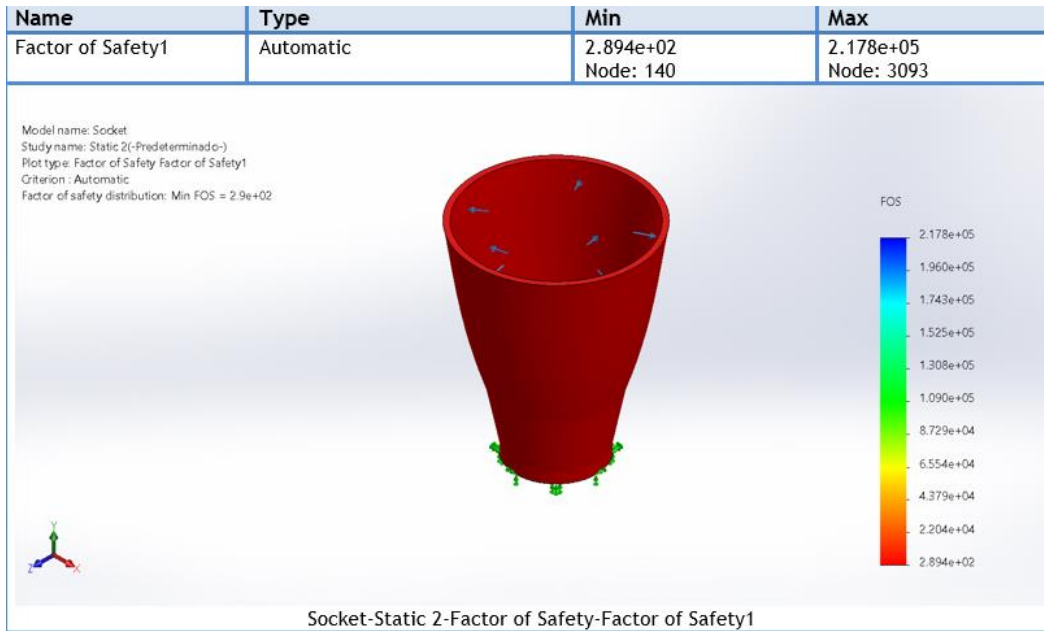 Name Type Min Max
Factor of Safety1 Automatic 2.894e+02 2.178e+05
Node: 140 Node: 3093
Model name: Socket
Study name: Static 2(-Predeterminado-)
Plot type: Factor of Safety Factor of Safety1
Criterion : Automatic
Factor of safety distribution: Min FOS = 2.9e+02
FOS
2.178e+05
1.960e+05
1.743e+05
1.525e+05
1.308e+05
1.090e+05
8.729e+04
6.554e+04
4.379e+04
2.204e+04
2.894e+02
Y
Z
X
Socket-Static 2-Factor of Safety-Factor of Safety1